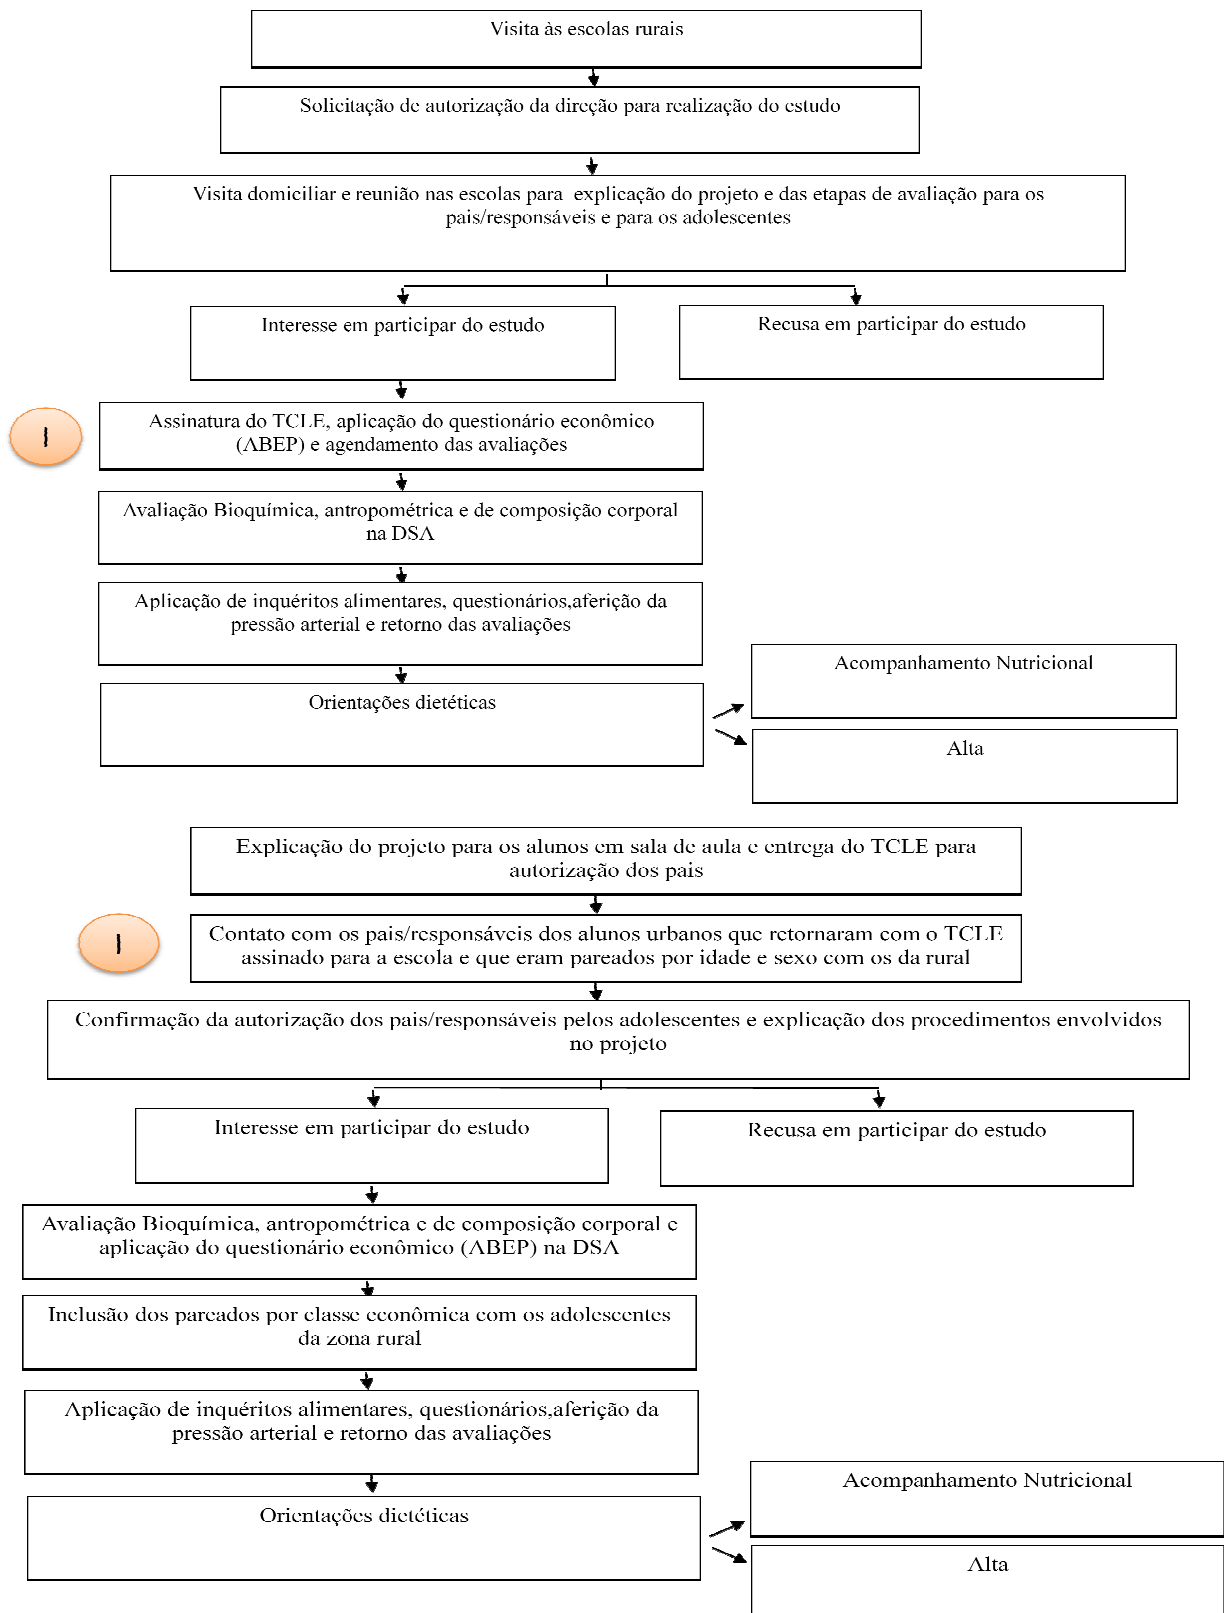 Visita às escolas rurais
Solicitação de autorização da direção para realização do estudo
Visita domiciliar e reunião nas escolas para explicação do projeto e das etapas de avaliação para os
pais/responsáveis e para os adolescentes
Interesse em participar do estudo
Recusa em participar do estudo
I
Assinatura do TCLE, aplicação do questionário econômico
(ABEP) e agendamento das avaliações
Avaliação Bioquímica, antropométrica e de composição corporal
na DSA
Aplicação de inquéritos alimentares, questionários,aferição da
pressão arterial e retorno das avaliações
Orientações dietéticas
Acompanhamento Nutricional
Alta
Explicação do projeto para os alunos em sala de aula e entrega do TCLE para
autorização dos pais
I
Contato com os pais/responsáveis dos alunos urbanos que retornaram com o TCLE
assinado para a escola e que eram pareados por idade e sexo com os da rural
Confirmação da autorização dos pais/responsáveis pelos adolescentes e explicação dos procedimentos envolvidos
no projeto
Interesse em participar do estudo
Recusa em participar do estudo
Avaliação Bioquímica, antropométrica e de composição corporal e
aplicação do questionário econômico (ABEP) na DSA
Inclusão dos pareados por classe econômica com os adolescentes
da zona rural
Aplicação de inquéritos alimentares, questionários,aferição da
pressão arterial e retorno das avaliações
Orientações dietéticas
Acompanhamento Nutricional
Alta